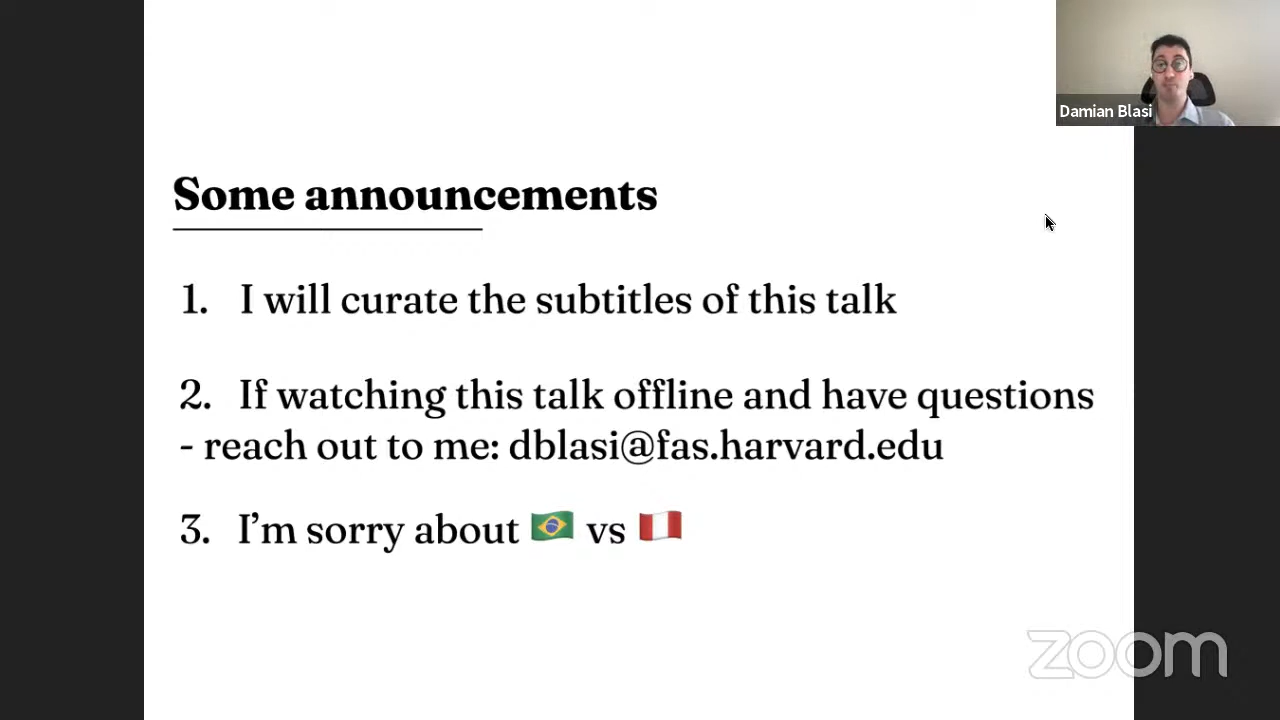 Damian Blasi
Some announcements
1. I will curate the subtitles of this talk
2. If watching this talk offline and have questions
- reach out to me: dblasi@fas.harvard.edu
3. I’m sorry about 🇧🇷 vs 🇵🇪
zoom